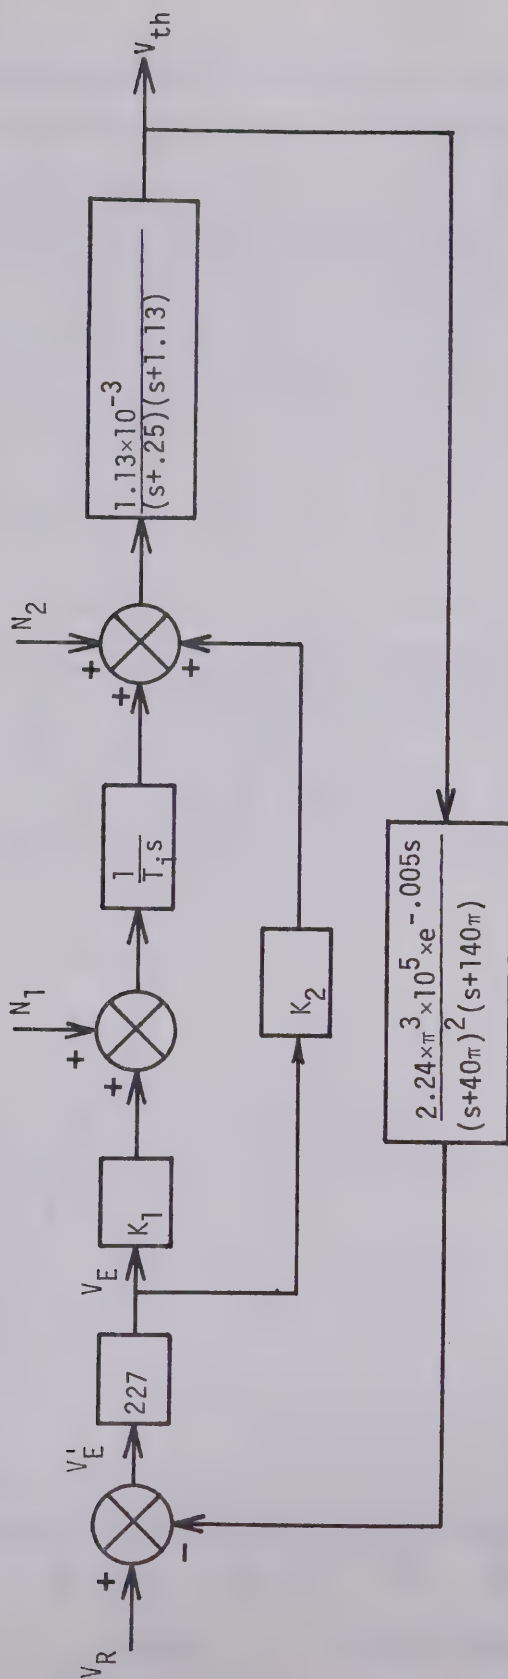 V_R
+
-
V'_E
227
V_E
K_1
N_1
+
+
1
T_i s
K_2
N_2
+
+
+
1.13×10^-3
(s+.25)(s+1.13)
V_th
2.24×π^3×10^5×e^-.005s
(s+40π)^2(s+140π)